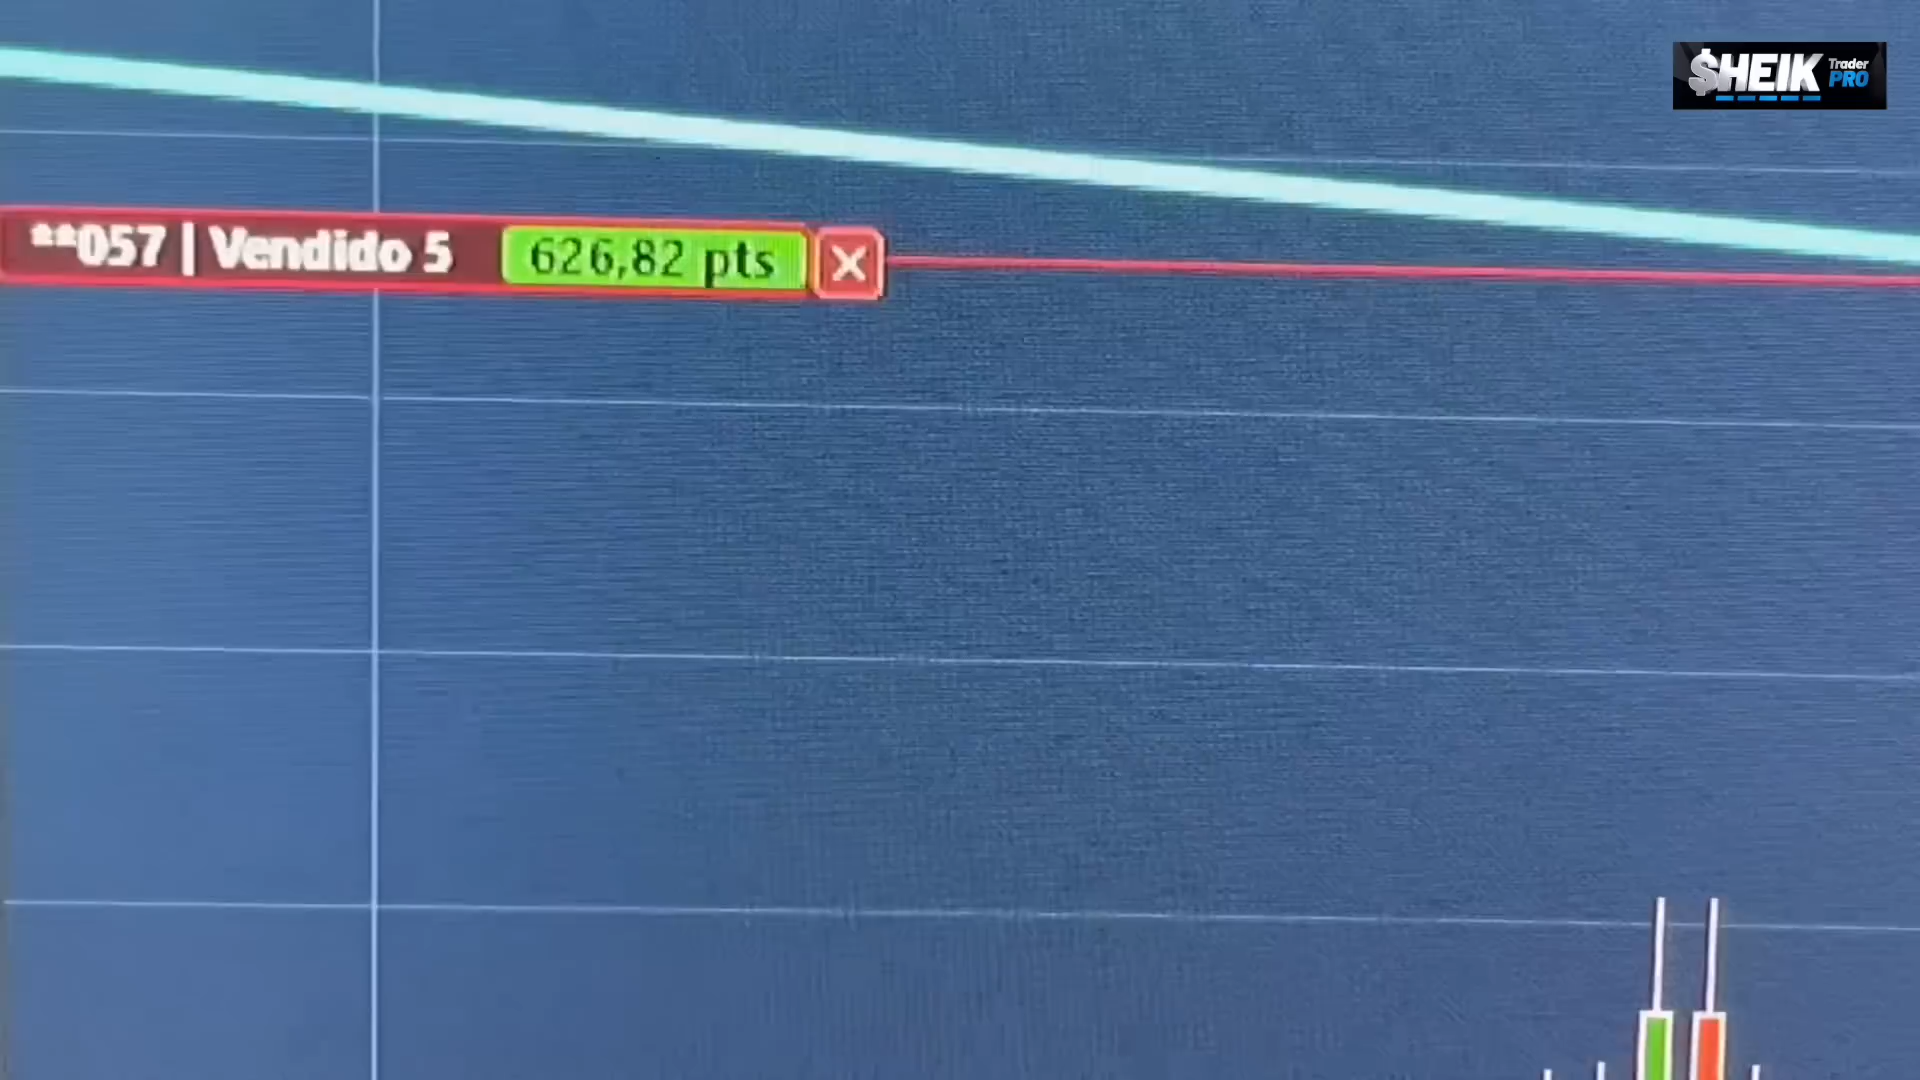 $HEIK Trader PRO
**057 | Vendido 5 626,82 pts X